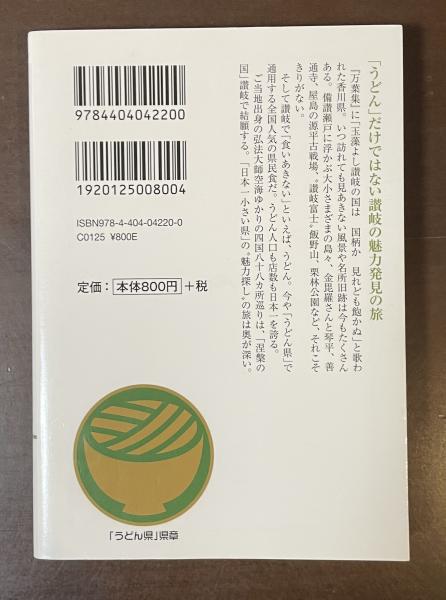 「うどん」だけではない讃岐の魅力発見の旅
『万葉集』に「玉藻よし讃岐の国は　国柄か　見れども飽かぬ」と歌わ
れた香川県。いつ訪れても見あきない風景や名所旧跡は今もたくさん
ある。備讃瀬戸に浮かぶ大小さまざまの島々、金毘羅さんと琴平、善
通寺、屋島の源平古戦場、〝讃岐富士〟飯野山、栗林公園など、それこそ
きりがない。
そして讃岐で「食いあきない」といえば、うどん。今や「うどん県」で
通用する全国人気の県民食だ。うどん人口も店数も日本一を誇る。
ご当地出身の弘法大師空海ゆかりの四国八十八カ所巡りは、「涅槃の
国」讃岐で結願する。「日本一小さい県」の〝魅力探し〟の旅は奥が深い。
9784404042200
1920125008004
ISBN978-4-404-04220-0
C0125 ¥800E
定価：本体800円+税
「うどん県」県章